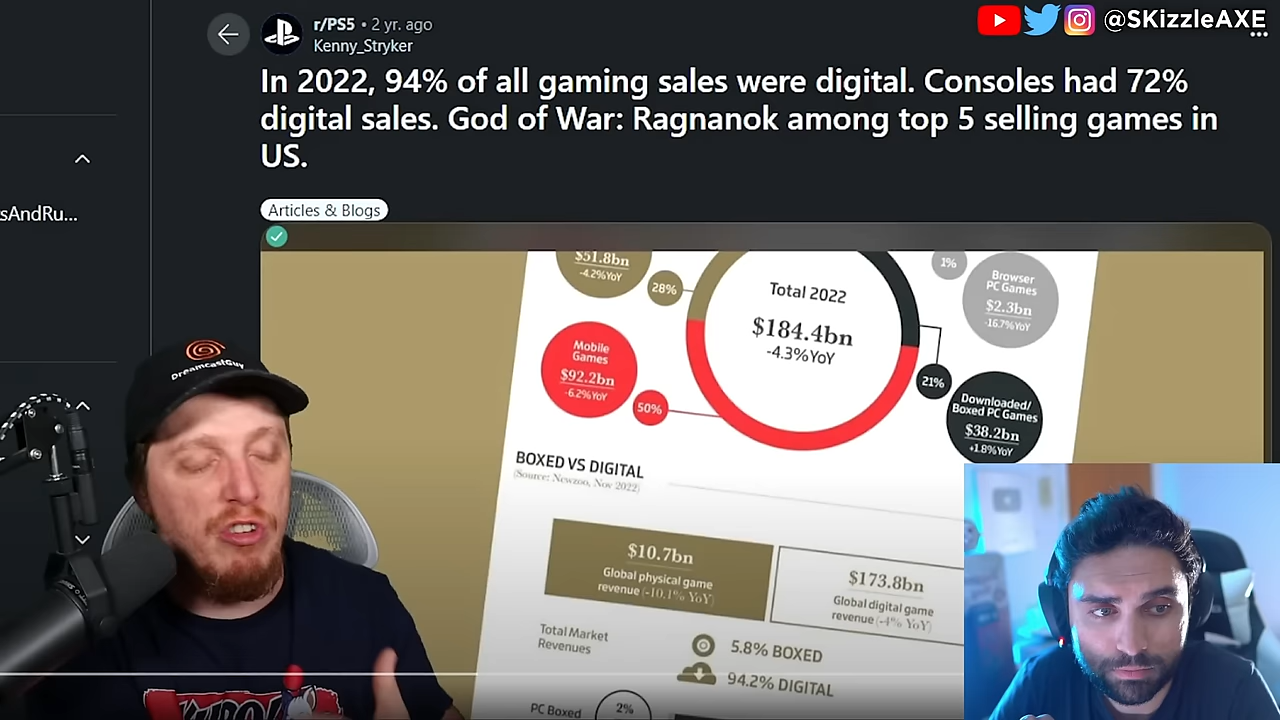 r/PS5 • 2 yr. ago
Kenny_Stryker
@SKizzleAXE
In 2022, 94% of all gaming sales were digital. Consoles had 72%
digital sales. God of War: Ragnanok among top 5 selling games in
US.
sAndRu...
Articles & Blogs
$51.8bn
-4.2%YoY
28%
Total 2022
$184.4bn
-4.3%YoY
1%
Browser
PC Games
$2.3bn
-16.7%YoY
Mobile
Games
$92.2bn
-6.2%YoY
50%
21%
Downloaded/
Boxed PC Games
$38.2bn
+1.8%YoY
DreamcastGuy
BOXED VS DIGITAL
(Source: Newzoo, Nov 2022)
$10.7bn
Global physical game
revenue (-10.1% YoY)
$173.8bn
Global digital game
revenue (-4% YoY)
Total Market
Revenues
5.8% BOXED
94.2% DIGITAL
PC Boxed
2%